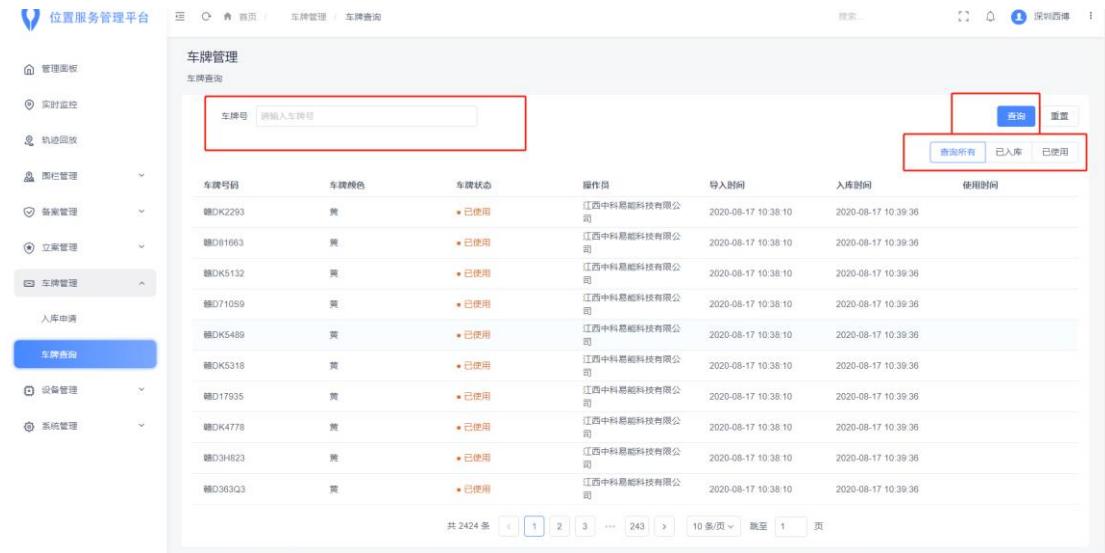 位置服务管理平台
首页 / 车牌管理 / 车牌查询
搜索...
1 深圳西博
车牌管理
车牌查询
管理面板
实时监控
轨迹回放
围栏管理
备案管理
立案管理
车牌管理
入库申请
车牌查询
设备管理
系统管理
车牌号 请输入车牌号
查询 重置
查询所有 已入库 已使用
车牌号码 车牌颜色 车牌状态 操作员 导入时间 入库时间 使用时间
赣DK2293 黄 已使用 江西中科易能科技有限公司 2020-08-17 10:38:10 2020-08-17 10:39:36
赣D81663 黄 已使用 江西中科易能科技有限公司 2020-08-17 10:38:10 2020-08-17 10:39:36
赣DK5132 黄 已使用 江西中科易能科技有限公司 2020-08-17 10:38:10 2020-08-17 10:39:36
赣D71059 黄 已使用 江西中科易能科技有限公司 2020-08-17 10:38:10 2020-08-17 10:39:36
赣DK5489 黄 已使用 江西中科易能科技有限公司 2020-08-17 10:38:10 2020-08-17 10:39:36
赣DK5318 黄 已使用 江西中科易能科技有限公司 2020-08-17 10:38:10 2020-08-17 10:39:36
赣D17935 黄 已使用 江西中科易能科技有限公司 2020-08-17 10:38:10 2020-08-17 10:39:36
赣DK4778 黄 已使用 江西中科易能科技有限公司 2020-08-17 10:38:10 2020-08-17 10:39:36
赣D3H823 黄 已使用 江西中科易能科技有限公司 2020-08-17 10:38:10 2020-08-17 10:39:36
赣D363Q3 黄 已使用 江西中科易能科技有限公司 2020-08-17 10:38:10 2020-08-17 10:39:36
共 2424 条 < 1 2 3 ··· 243 > 10 条/页 跳至 1 页